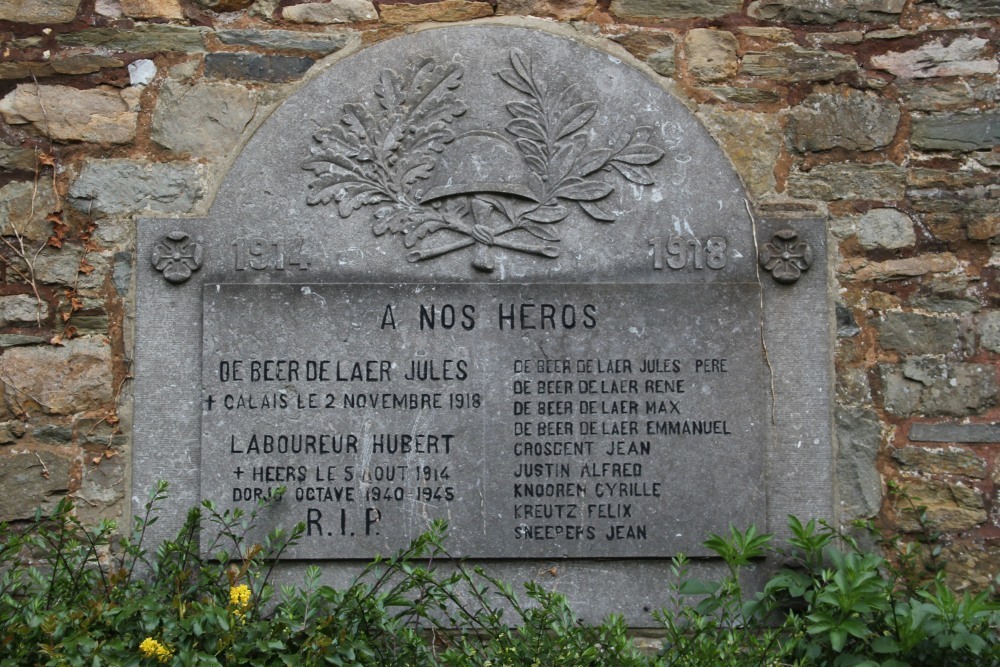 1914 1918
A NOS HEROS
DE BEER DE LAER JULES
† CALAIS LE 2 NOVEMBRE 1918
LABOUREUR HUBERT
† HEERS LE 5 AOUT 1914
OCTAVE 1940 1945
R.I.P.
DE BEER DE LAER JULES PERE
DE BEER DE LAER RENE
DE BEER DE LAER MAX
DE BEER DE LAER EMMANUEL
CROSCENT JEAN
JUSTIN ALFRED
KNOOREN CYRILLE
KREUTZ FELIX
SNEEPERS JEAN